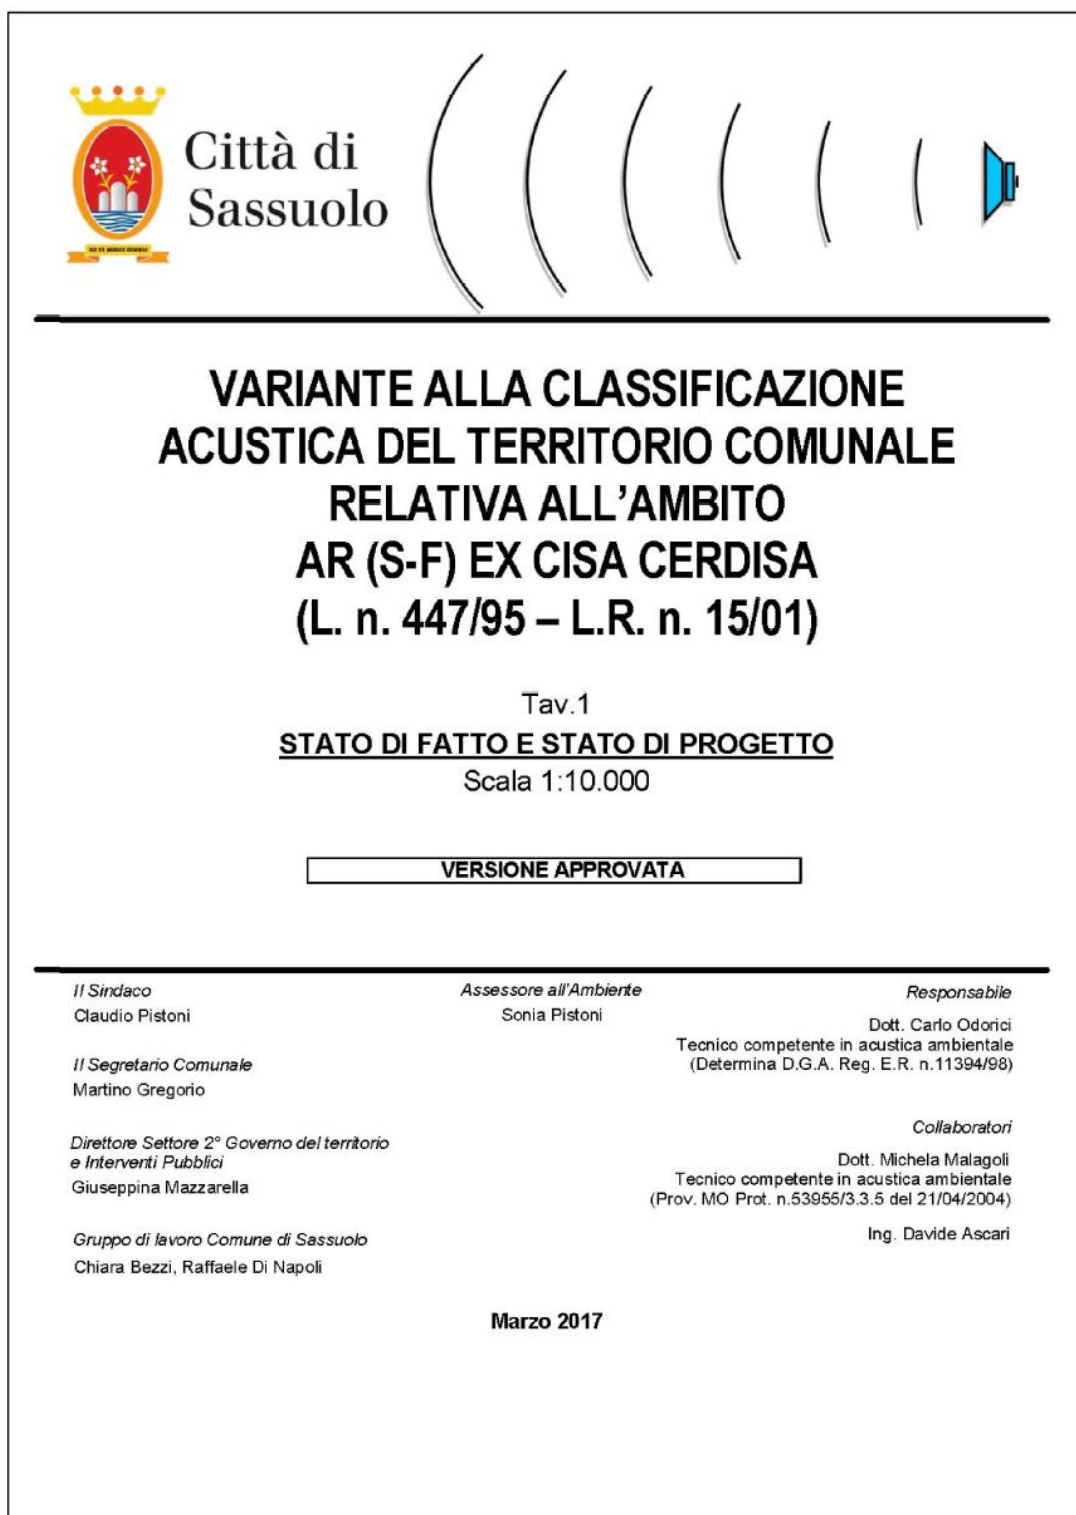 Città di
Sassuolo
VARIANTE ALLA CLASSIFICAZIONE
ACUSTICA DEL TERRITORIO COMUNALE
RELATIVA ALL'AMBITO
AR (S-F) EX CISA CERDISA
(L. n. 447/95 – L.R. n. 15/01)
Tav.1
STATO DI FATTO E STATO DI PROGETTO
Scala 1:10.000
VERSIONE APPROVATA
Il Sindaco
Claudio Pistoni
Il Segretario Comunale
Martino Gregorio
Direttore Settore 2° Governo del territorio
e Interventi Pubblici
Giuseppina Mazzarella
Gruppo di lavoro Comune di Sassuolo
Chiara Bezzi, Raffaele Di Napoli
Assessore all'Ambiente
Sonia Pistoni
Responsabile
Dott. Carlo Odorici
Tecnico competente in acustica ambientale
(Determina D.G.A. Reg. E.R. n.11394/98)
Collaboratori
Dott. Michela Malagoli
Tecnico competente in acustica ambientale
(Prov. MO Prot. n.53955/3.3.5 del 21/04/2004)
Ing. Davide Ascari
Marzo 2017